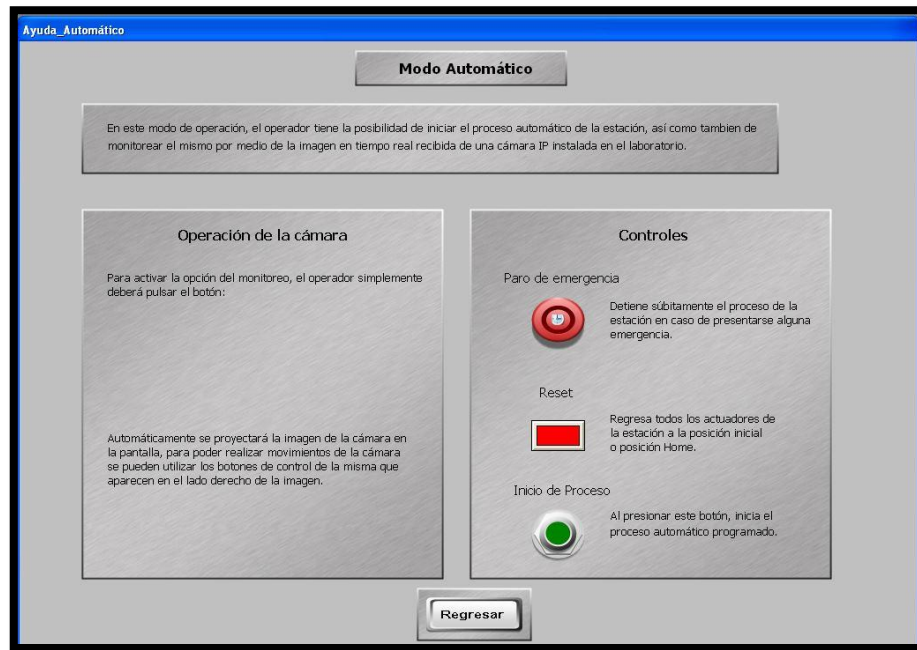 Ayuda_Automático
Modo Automático
En este modo de operación, el operador tiene la posibilidad de iniciar el proceso automático de la estación, así como tambien de
monitorear el mismo por medio de la imagen en tiempo real recibida de una cámara IP instalada en el laboratorio.
Operación de la cámara
Para activar la opción del monitoreo, el operador simplemente
deberá pulsar el botón:
Automáticamente se proyectará la imagen de la cámara en
la pantalla, para poder realizar movimientos de la cámara
se pueden utilizar los botones de control de la misma que
aparecen en el lado derecho de la imagen.
Controles
Paro de emergencia
Detiene súbitamente el proceso de la
estación en caso de presentarse alguna
emergencia.
Reset
Regresa todos los actuadores de
la estación a la posición inicial
o posición Home.
Inicio de Proceso
Al presionar este botón, inicia el
proceso automático programado.
Regresar